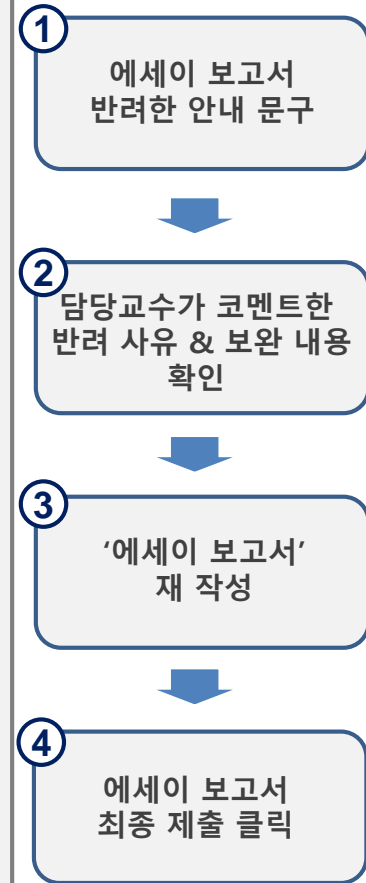 1
에세이 보고서
반려한 안내 문구
2
담당교수가 코멘트한
반려 사유 & 보완 내용
확인
3
‘에세이 보고서’
재 작성
4
에세이 보고서
최종 제출 클릭